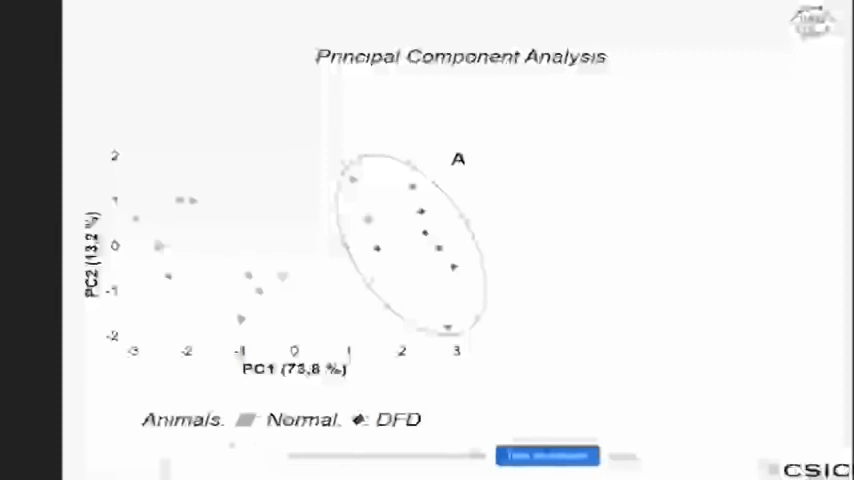 Principal Component Analysis
A
2
1
0
-1
-2
PC2 (13,2 %)
-3 -2 -1 0 1 2 3
PC1 (73,8 %)
Animals. Normal. DFD
CSIC